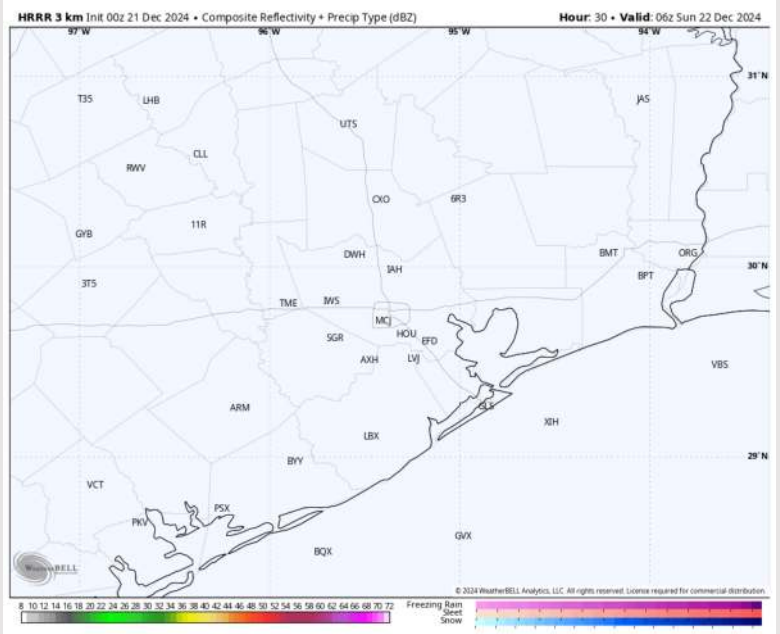 HRRR 3 km Init 00z 21 Dec 2024 • Composite Reflectivity + Precip Type (dBZ) Hour: 30 • Valid: 06z Sun 22 Dec 2024
97°W 96°W 95°W 94°W
31°N
T35 LHB JAS
UTS
CLL
RWV
CXO 6R3
11R
GYB
DWH BMT ORG
IAH 30°N
BPT
3T5
TME IWS
MCJ
SGR HOU EFD
AXH LVJ
VBS
ARM GLS
XIH
LBX
29°N
BYY
VCT
PSX
PKV
GVX
BQX
WeatherBELL
© 2024 WeatherBELL Analytics, LLC. All rights reserved. License required for commercial distribution.
8 10 12 14 16 18 20 22 24 26 28 30 32 34 36 38 40 42 44 46 48 50 52 53 54 55 56 57 58 60 62 64 66 68 70 72
Freezing Rain
Sleet
Snow